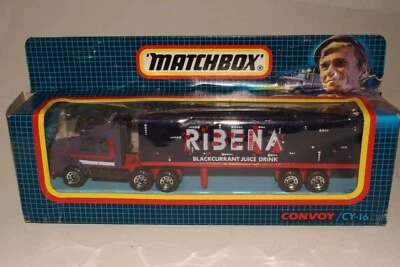 MATCHBOX
RIBENA
BLACKCURRANT JUICE DRINK
CONVOY/CY-16